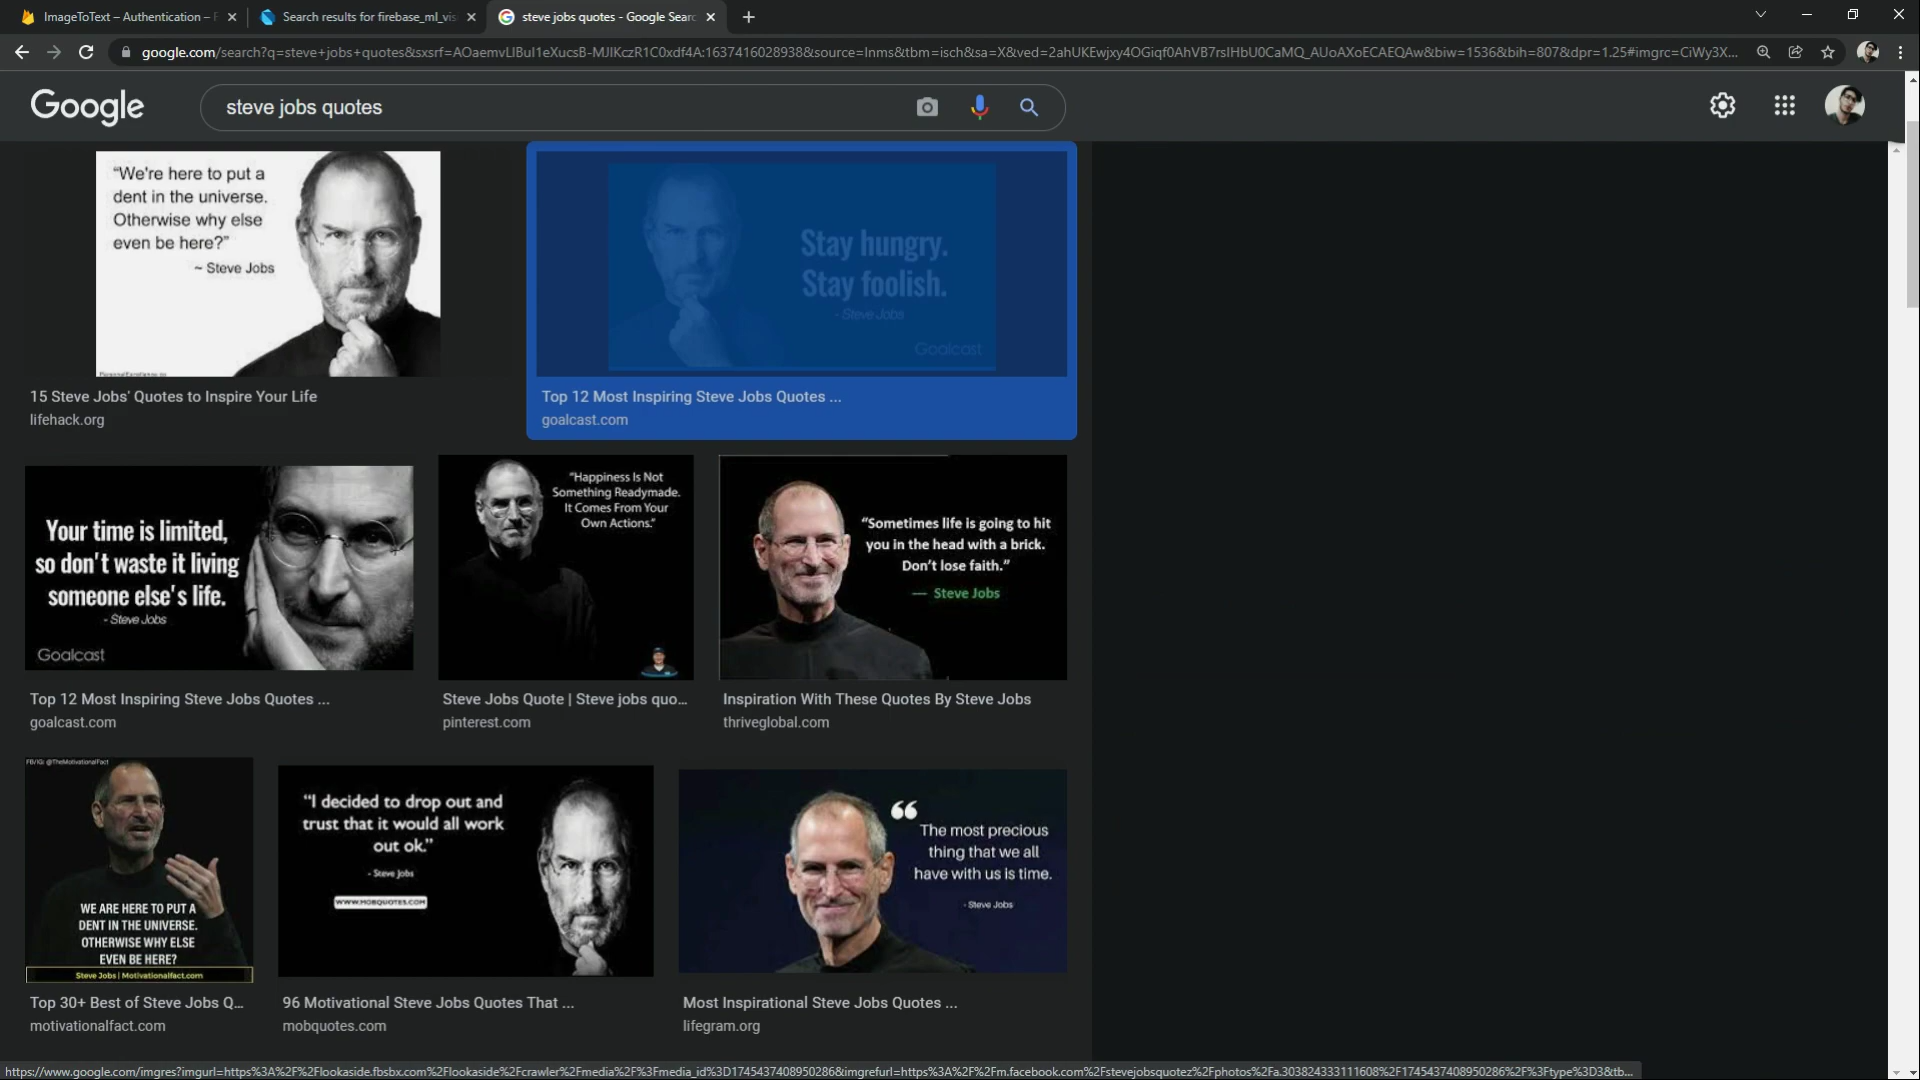 ImageToText – Authentication –
Search results for firebase_ml_vis
steve jobs quotes - Google Sear
google.com/search?q=steve+jobs+quotes&sxsrf=AOaemvLIBuI1eXucsB-MJIKczR1C0xdf4A:1637416028938&source=lnms&tbm=isch&sa=X&ved=2ahUKEwjxy4OGiqf0AhVB7rsIHbU0CaMQ_AUoAXoECAEQAw&biw=1536&bih=807&dpr=1.25#imgrc=CiWy3X...
Google
steve jobs quotes
“We're here to put a
dent in the universe.
Otherwise why else
even be here?”
~ Steve Jobs
15 Steve Jobs' Quotes to Inspire Your Life
lifehack.org
Stay hungry.
Stay foolish.
- Steve Jobs
Goalcast
Top 12 Most Inspiring Steve Jobs Quotes ...
goalcast.com
Your time is limited,
so don't waste it living
someone else's life.
- Steve Jobs
Goalcast
Top 12 Most Inspiring Steve Jobs Quotes ...
goalcast.com
“Happiness Is Not
Something Readymade.
It Comes From Your
Own Actions.”
Steve Jobs Quote | Steve jobs quo...
pinterest.com
“Sometimes life is going to hit
you in the head with a brick.
Don't lose faith.”
— Steve Jobs
Inspiration With These Quotes By Steve Jobs
thriveglobal.com
FB/IG: @TheMotivationalFact
WE ARE HERE TO PUT A
DENT IN THE UNIVERSE.
OTHERWISE WHY ELSE
EVEN BE HERE?
Steve Jobs | Motivationalfact.com
Top 30+ Best of Steve Jobs Q...
motivationalfact.com
“I decided to drop out and
trust that it would all work
out ok.”
- Steve Jobs
WWW.MOBQUOTES.COM
96 Motivational Steve Jobs Quotes That ...
mobquotes.com
“
The most precious
thing that we all
have with us is time.
- Steve Jobs
Most Inspirational Steve Jobs Quotes ...
lifegram.org
https://www.google.com/imgres?imgurl=https%3A%2F%2Flookaside.fbsbx.com%2Flookaside%2Fcrawler%2Fmedia%2F%3Fmedia_id%3D1745437408950286&imgrefurl=https%3A%2F%2Fm.facebook.com%2Fstevejobsquotez%2Fphotos%2Fa.303824333111608%2F1745437408950286%2F%3Ftype%3D3&tb...